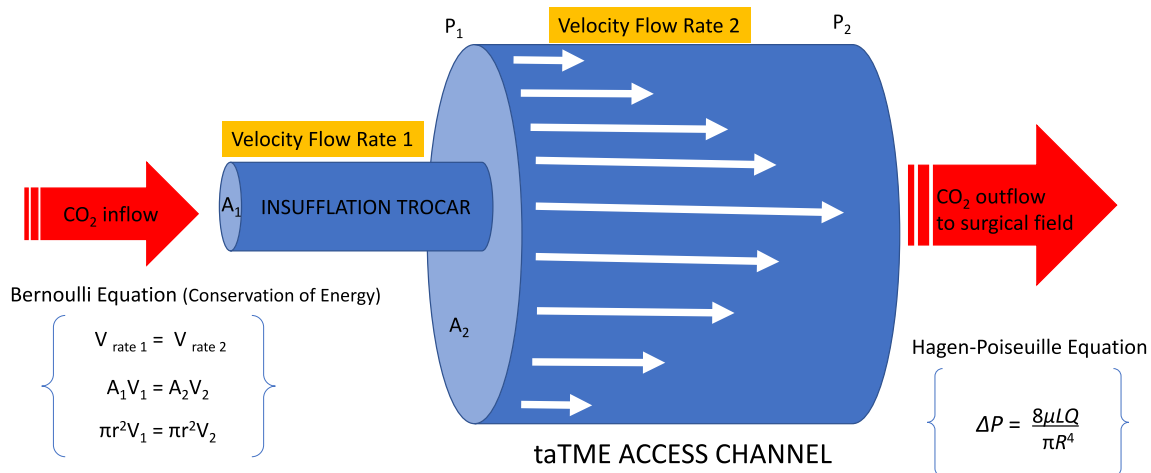 P₁
Velocity Flow Rate 2
P₂
Velocity Flow Rate 1
CO₂ inflow
A₁
INSUFFLATION TROCAR
CO₂ outflow
to surgical field
Bernoulli Equation (Conservation of Energy)
V rate 1 = V rate 2
A₁V₁ = A₂V₂
πr²V₁ = πr²V₂
A₂
Hagen-Poiseuille Equation
ΔP = 8μLQ
πR⁴
taTME ACCESS CHANNEL